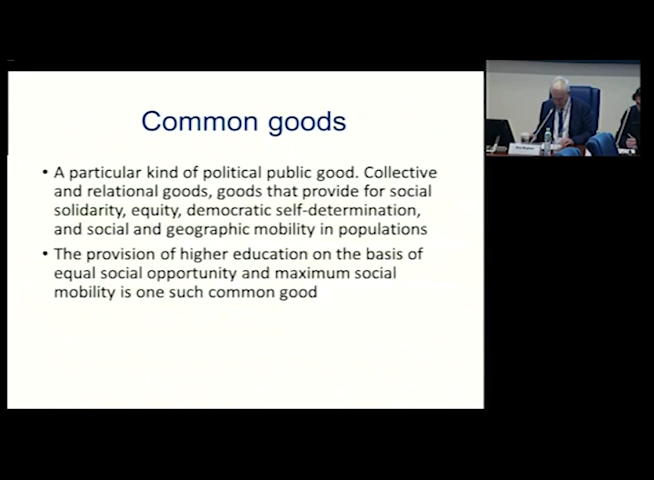 Common goods
• A particular kind of political public good. Collective
and relational goods, goods that provide for social
solidarity, equity, democratic self-determination,
and social and geographic mobility in populations
• The provision of higher education on the basis of
equal social opportunity and maximum social
mobility is one such common good